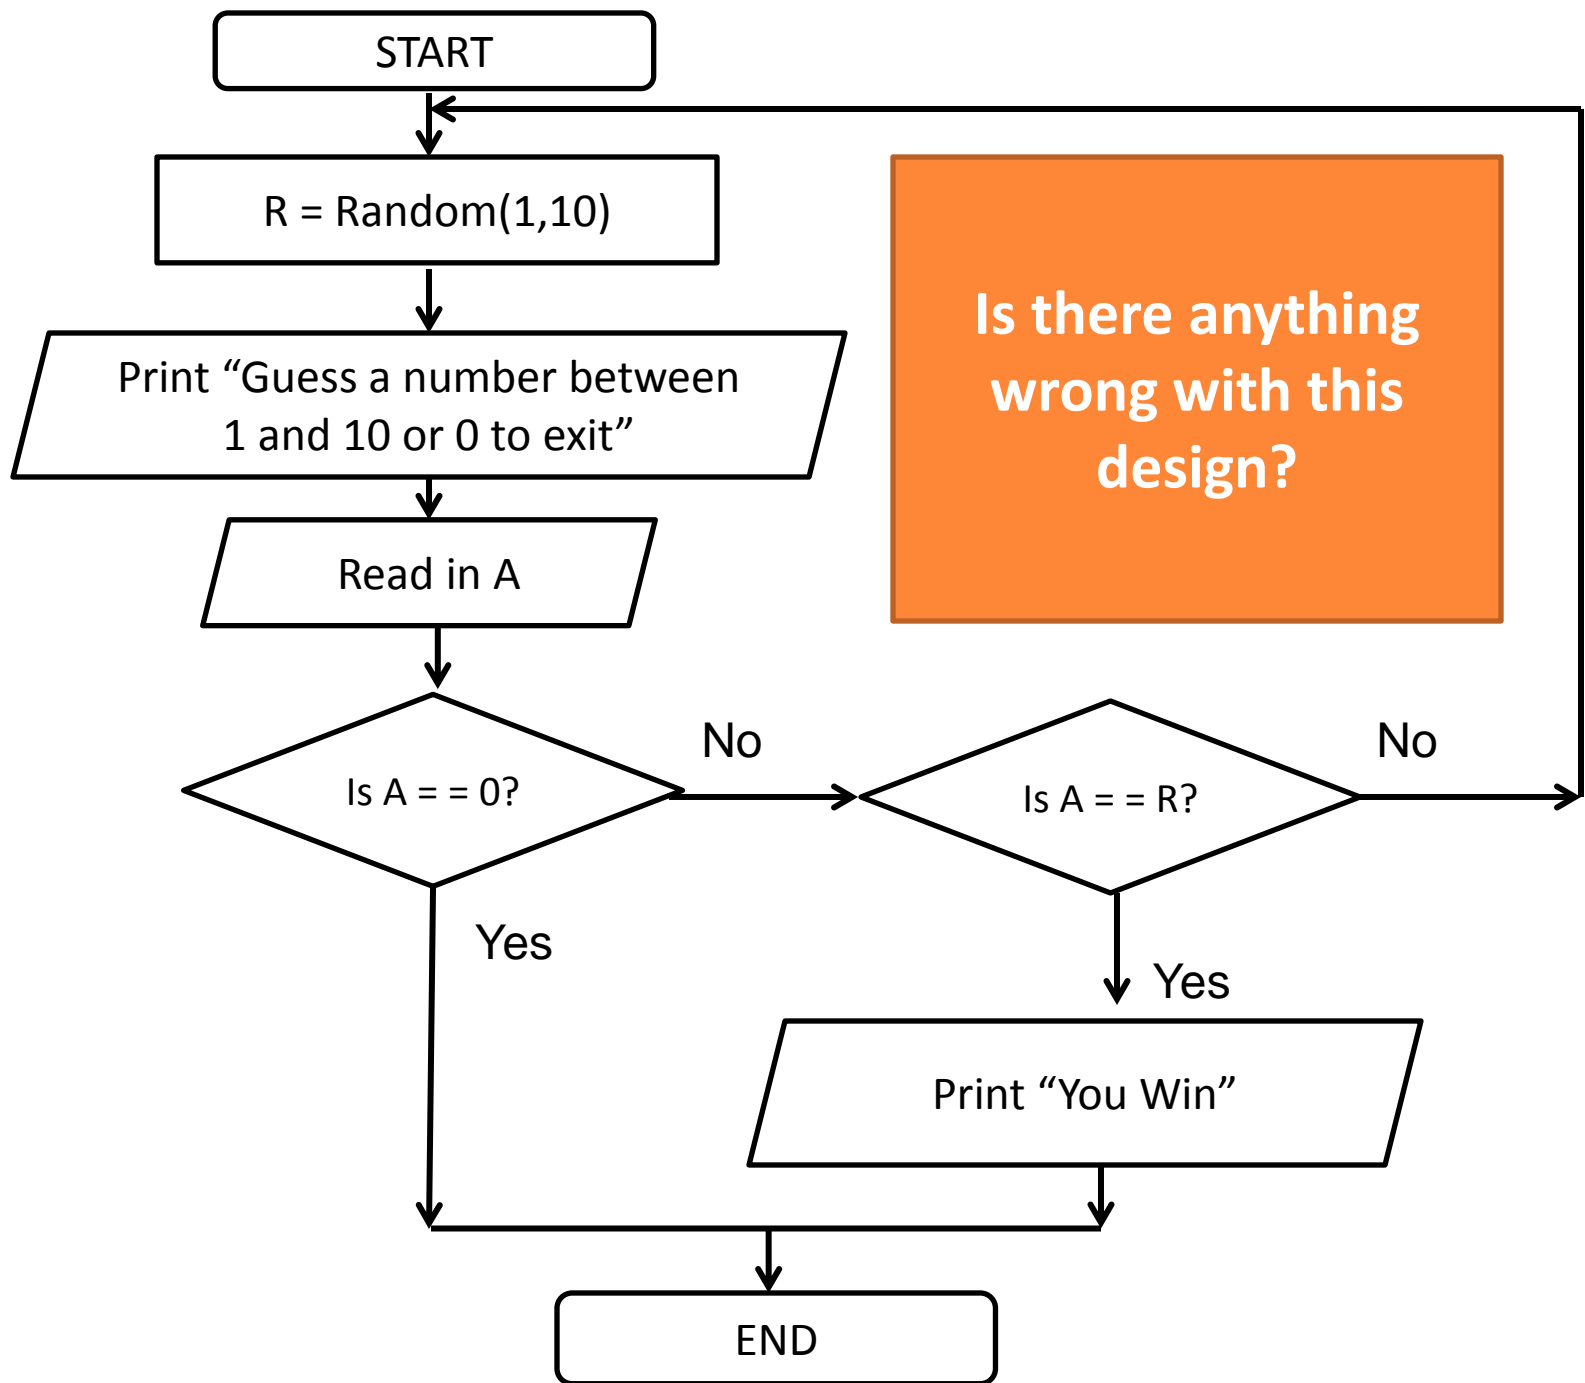 START
R = Random(1,10)
Print “Guess a number between
1 and 10 or 0 to exit”
Read in A
Is A = = 0?
No
Yes
Is A = = R?
No
Yes
Print “You Win”
END
Is there anything
wrong with this
design?